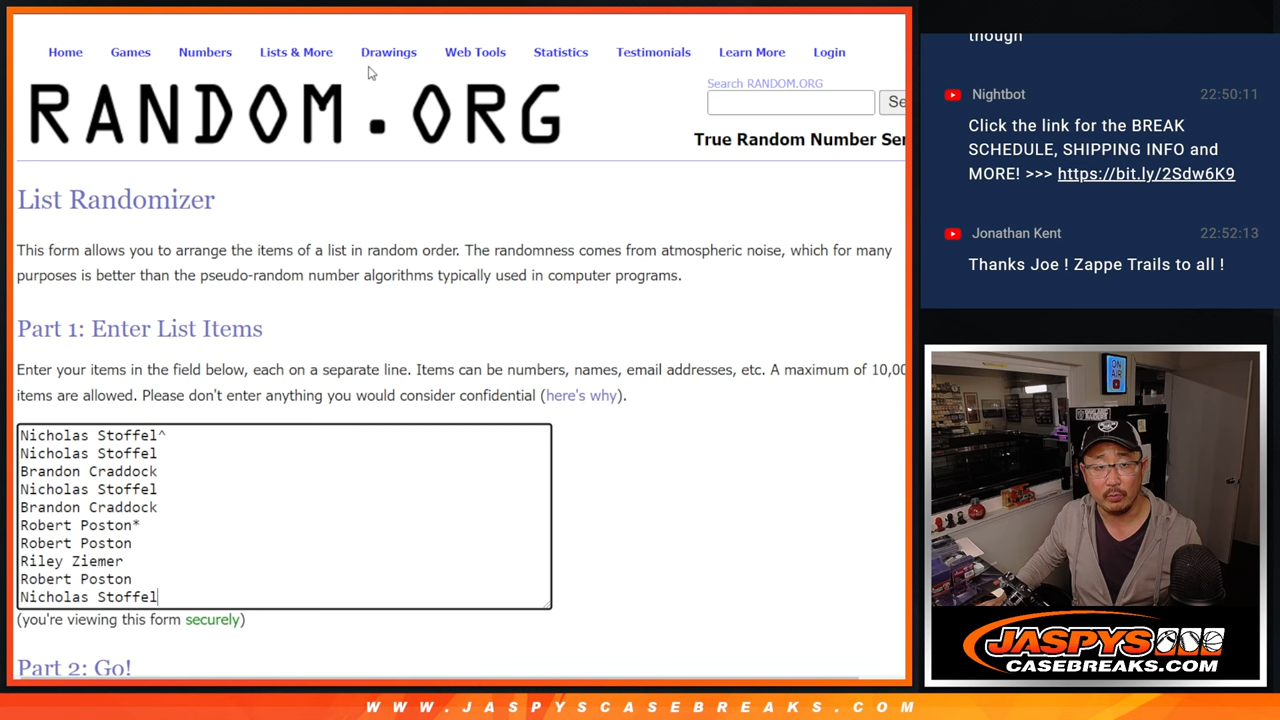 Home Games Numbers Lists & More Drawings Web Tools Statistics Testimonials Learn More Login
RANDOM.ORG
Search RANDOM.ORG
Se
True Random Number Ser
List Randomizer
This form allows you to arrange the items of a list in random order. The randomness comes from atmospheric noise, which for many
purposes is better than the pseudo-random number algorithms typically used in computer programs.
Part 1: Enter List Items
Enter your items in the field below, each on a separate line. Items can be numbers, names, email addresses, etc. A maximum of 10,00
items are allowed. Please don't enter anything you would consider confidential (here's why).
Nicholas Stoffel^
Nicholas Stoffel
Brandon Craddock
Nicholas Stoffel
Brandon Craddock
Robert Poston*
Robert Poston
Riley Ziemer
Robert Poston
Nicholas Stoffel
(you're viewing this form securely)
Part 2: Go!
though
Nightbot 22:50:11
Click the link for the BREAK
SCHEDULE, SHIPPING INFO and
MORE! >>> https://bit.ly/2Sdw6K9
Jonathan Kent 22:52:13
Thanks Joe ! Zappe Trails to all !
ON
AIR
JASPYS
CASEBREAKS.COM
WWW.JASPYSCASEBREAKS.COM